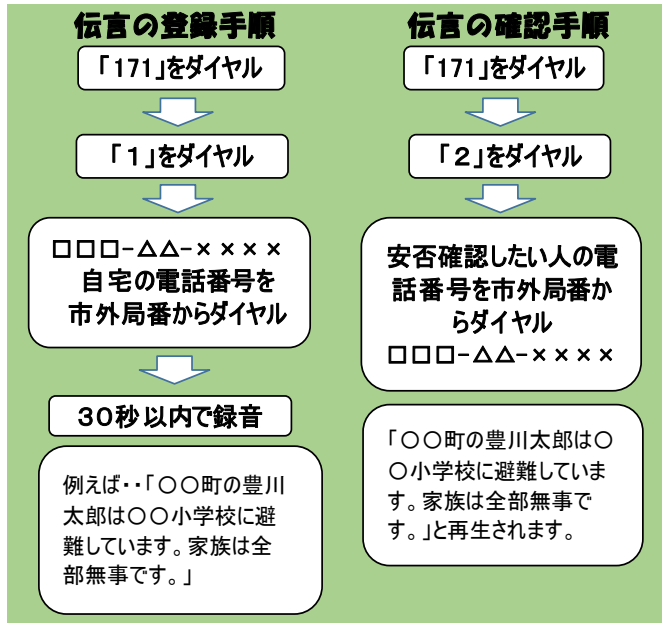 伝言の登録手順
「171」をダイヤル
「1」をダイヤル
□□□-△△-××××
自宅の電話番号を
市外局番からダイヤル
30秒以内で録音
例えば・・「〇〇町の豊川
太郎は〇〇小学校に避
難しています。家族は全
部無事です。」
伝言の確認手順
「171」をダイヤル
「2」をダイヤル
安否確認したい人の電
話番号を市外局番か
らダイヤル
□□□-△△-××××
「〇〇町の豊川太郎は〇
〇小学校に避難していま
す。家族は全部無事で
す。」と再生されます。